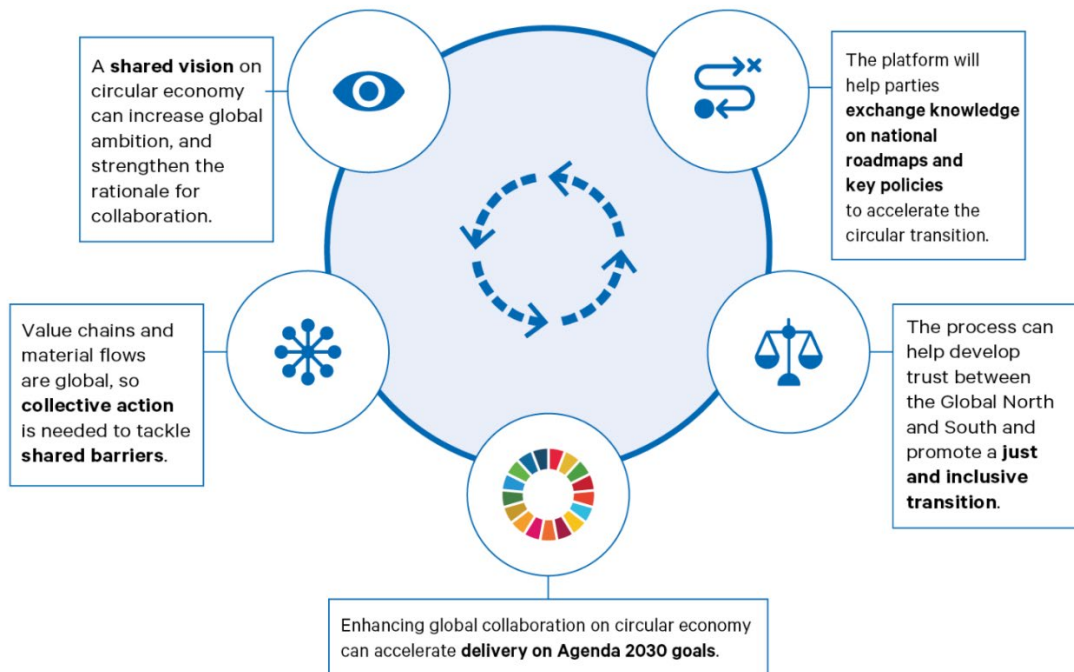 A shared vision on
circular economy
can increase global
ambition, and
strengthen the
rationale for
collaboration.
The platform will
help parties
exchange knowledge
on national
roadmaps and
key policies
to accelerate the
circular transition.
Value chains and
material flows
are global, so
collective action
is needed to tackle
shared barriers.
The process can
help develop
trust between
the Global North
and South and
promote a just
and inclusive
transition.
Enhancing global collaboration on circular economy
can accelerate delivery on Agenda 2030 goals.